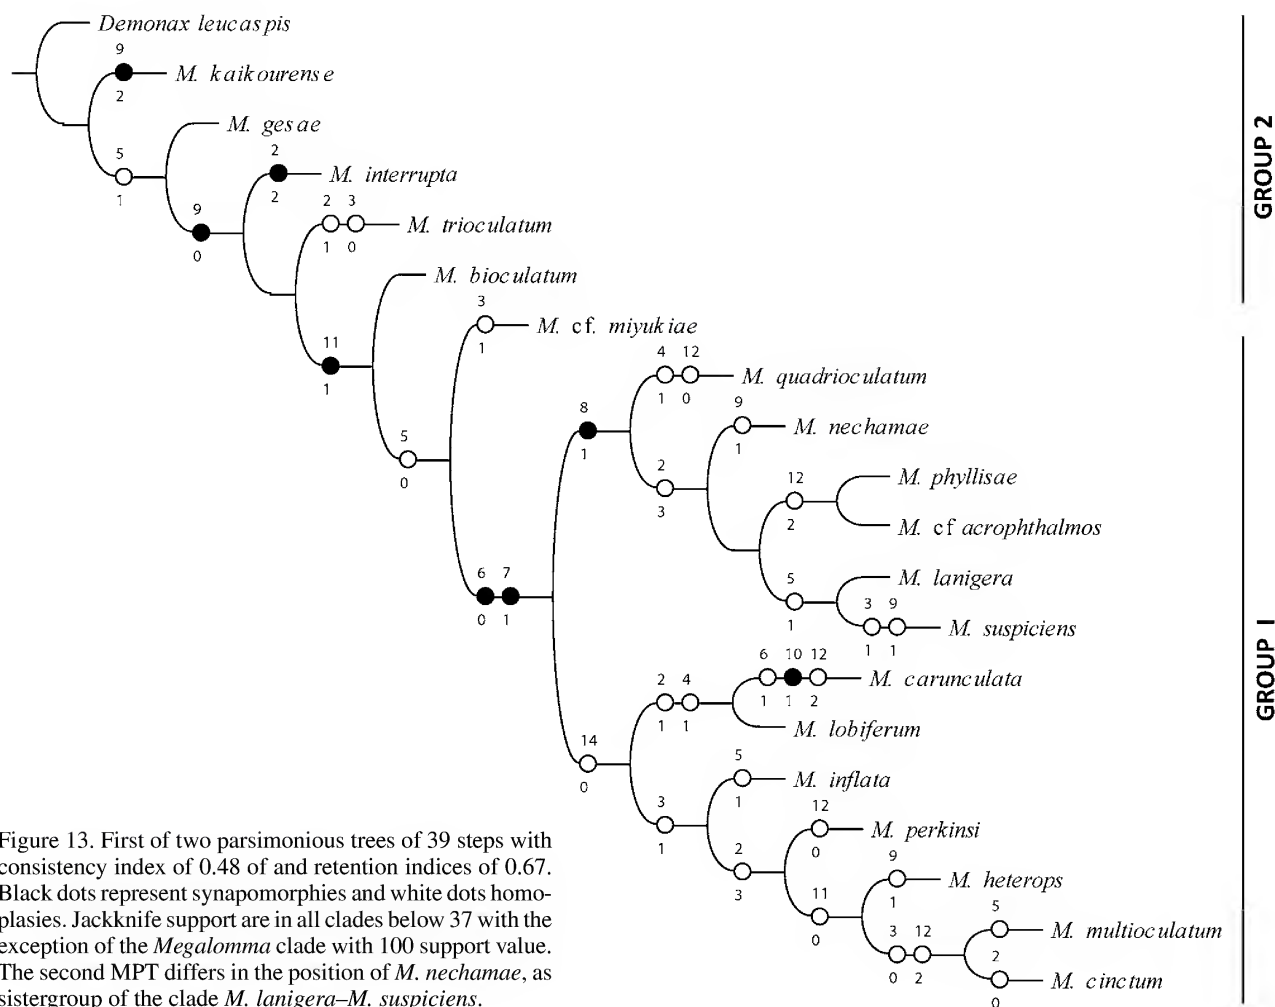 Demonax leucaspis
9
2
M. kaikourense
M. gesae
5
1
2
2
M. interrupta
9
0
2 3
1 0
M. trioculatum
M. bioculatum
3
1
M. cf. miyukiae
11
1
4 12
1 0
M. quadrioculatum
9
1
M. nechamae
8
1
5
0
2
3
12
2
M. phyllisae
M. cf acrophthalmos
6 7
0 1
5
1
M. lanigera
3 9
1 1
M. suspiciens
6 10 12
1 1 2
M. carunculata
2 4
1 1
M. lobiferum
14
0
5
1
M. inflata
3
1
12
0
M. perkinsi
2
3
9
1
M. heterops
11
0
5
M. multioculatum
3 12
0 2
2
0
M. cinctum
GROUP 2
GROUP 1
Figure 13. First of two parsimonious trees of 39 steps with
consistency index of 0.48 of and retention indices of 0.67.
Black dots represent synapomorphies and white dots homo-
plasies. Jackknife support are in all clades below 37 with the
exception of the Megalomma clade with 100 support value.
The second MPT differs in the position of M. nechamae, as
sistergroup of the clade M. lanigera–M. suspiciens.